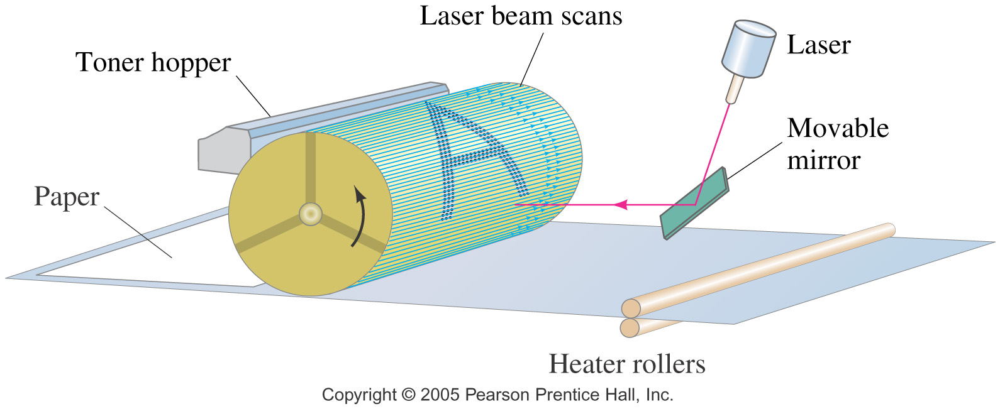 Laser beam scans
Laser
Toner hopper
Movable
mirror
Paper
A
Heater rollers
Copyright © 2005 Pearson Prentice Hall, Inc.